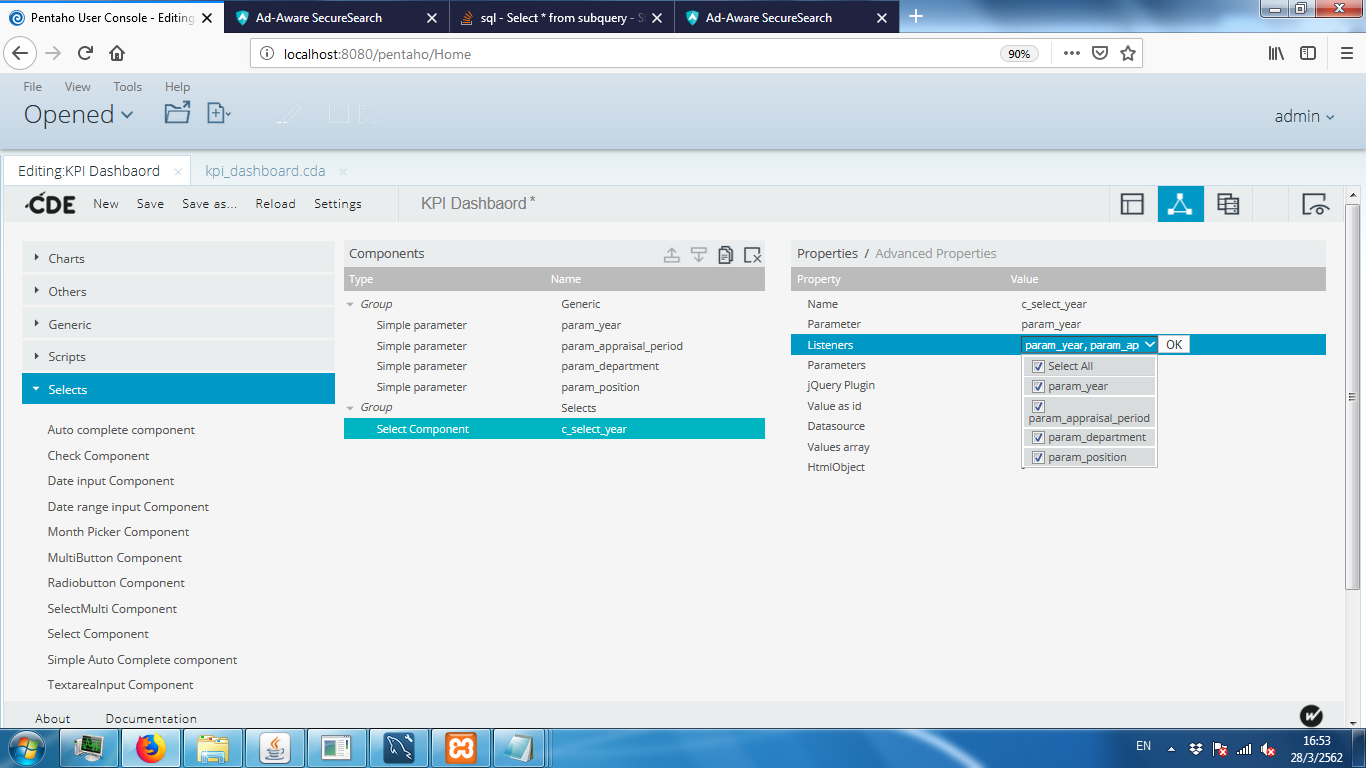 Pentaho User Console - Editing
Ad-Aware SecureSearch
sql - Select * from subquery - S
Ad-Aware SecureSearch
localhost:8080/pentaho/Home
90%
File View Tools Help
Opened
admin
Editing:KPI Dashbaord
kpi_dashboard.cda
CDE New Save Save as... Reload Settings
KPI Dashbaord *
Charts
Others
Generic
Scripts
Selects
Auto complete component
Check Component
Date input Component
Date range input Component
Month Picker Component
MultiButton Component
Radiobutton Component
SelectMulti Component
Select Component
Simple Auto Complete component
TextareaInput Component
Components
Type Name
Group Generic
Simple parameter param_year
Simple parameter param_appraisal_period
Simple parameter param_department
Simple parameter param_position
Group Selects
Select Component c_select_year
Properties / Advanced Properties
Property Value
Name c_select_year
Parameter param_year
Listeners param_year, param_ap OK
Parameters
jQuery Plugin
Value as id
Datasource
Values array
HtmlObject
Select All
param_year
param_appraisal_period
param_department
param_position
About Documentation
EN
16:53
28/3/2562